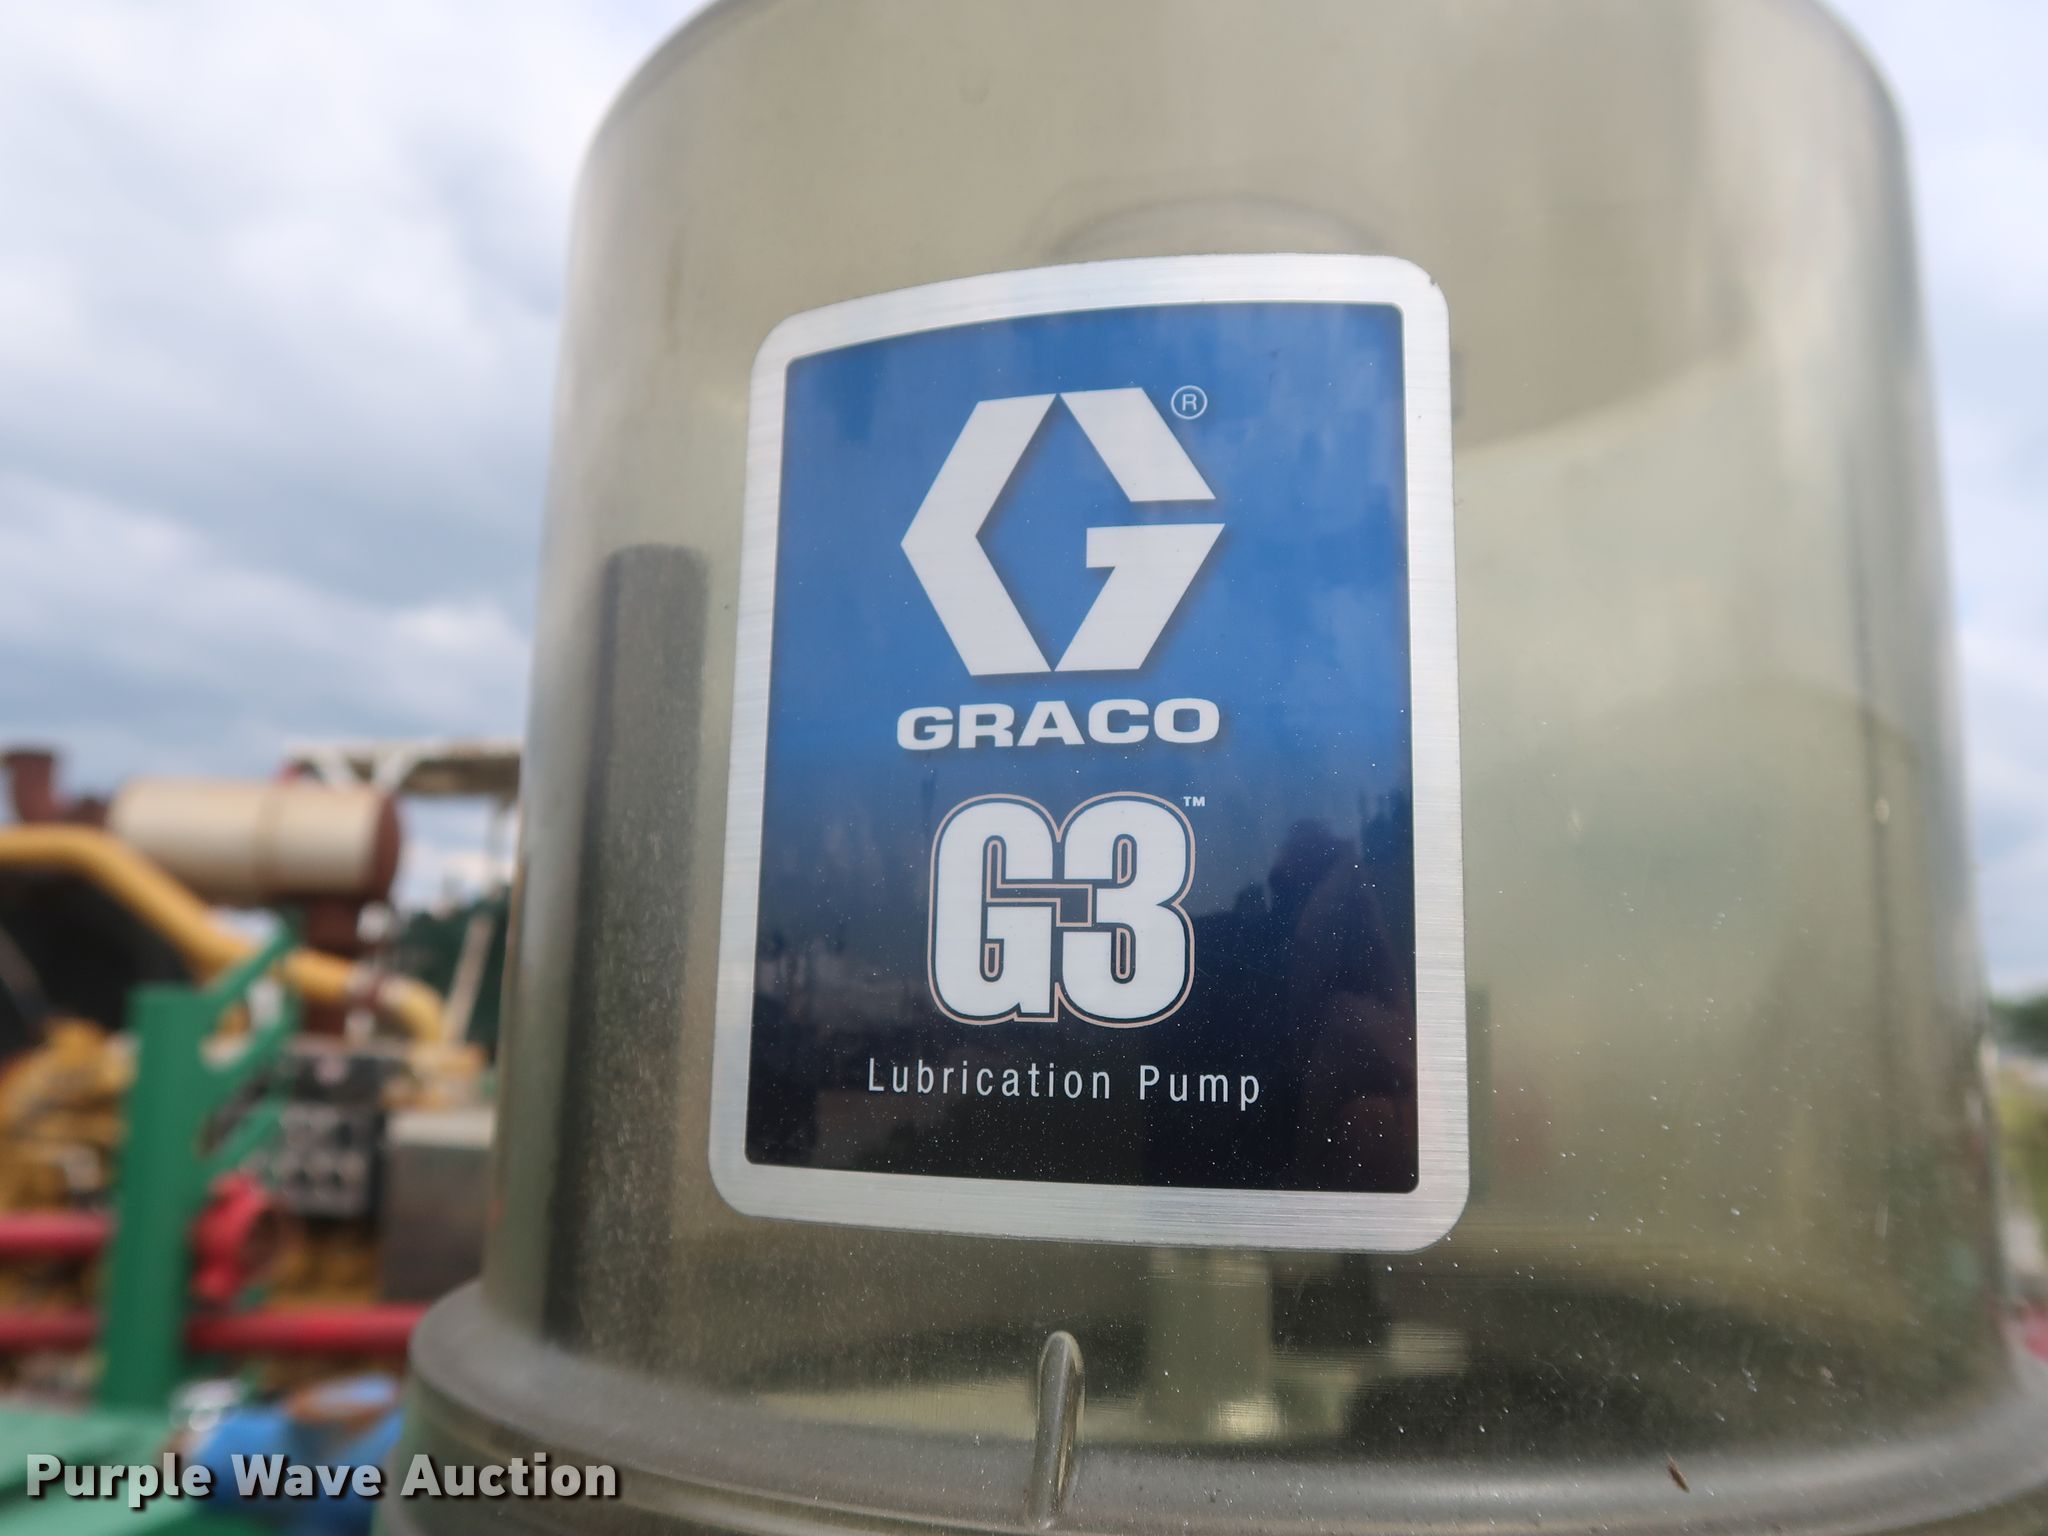 ®
GRACO
G3™
Lubrication Pump
Purple Wave Auction